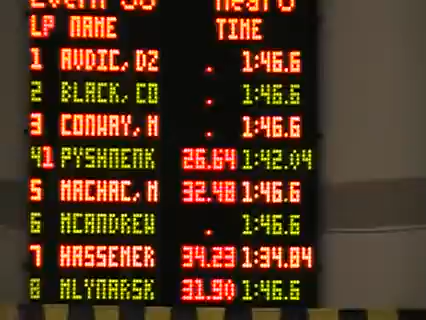 LP NAME TIME
1 AVDIC, DZ . 1:46.6
2 BLACK, CO . 1:46.6
3 CONWAY, M . 1:46.6
41 PYSHNENK 26.64 1:42.04
5 MACHAC, M 32.48 1:46.6
6 MCANDREW . 1:46.6
7 HASSEMER 34.23 1:34.84
8 MLYNARSK 31.90 1:46.6